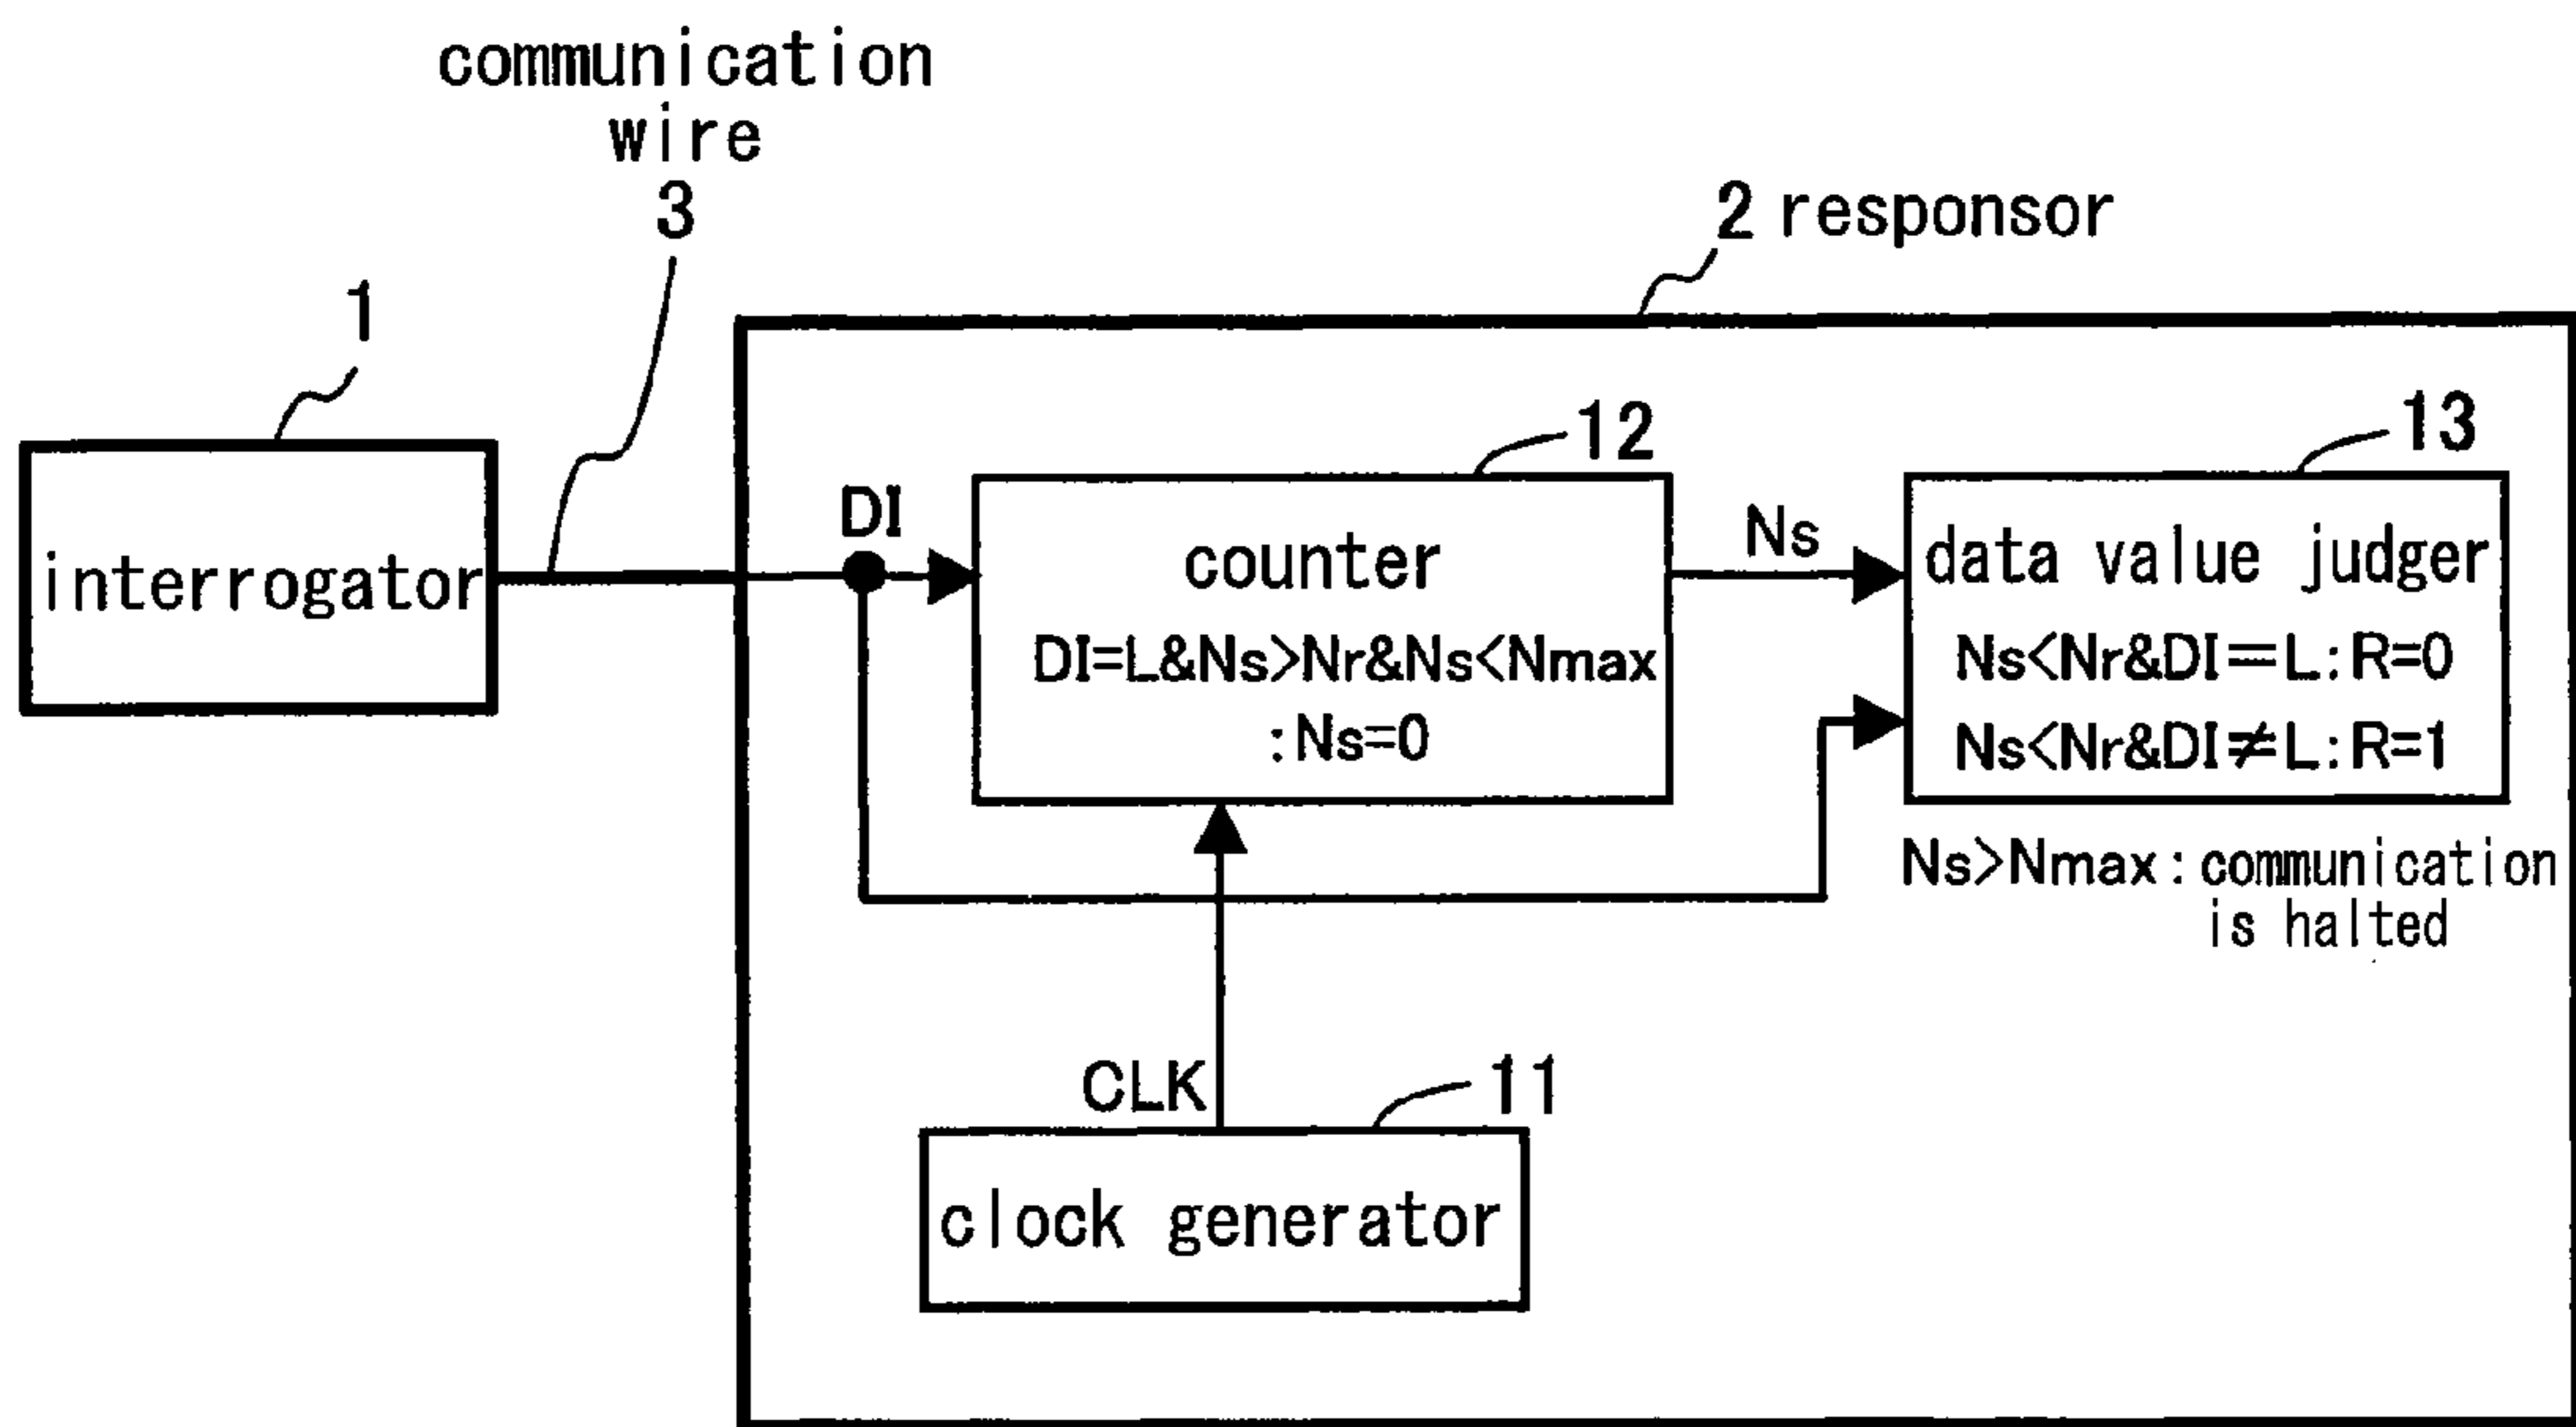 communication
wire
3
2 responsor
1
interrogator
12
13
DI
counter
DI=L&Ns>Nr&Ns<Nmax
:Ns=0
Ns
data value judger
Ns<Nr&DI=L:R=0
Ns<Nr&DI≠L:R=1
Ns>Nmax:communication
is halted
CLK
11
clock generator